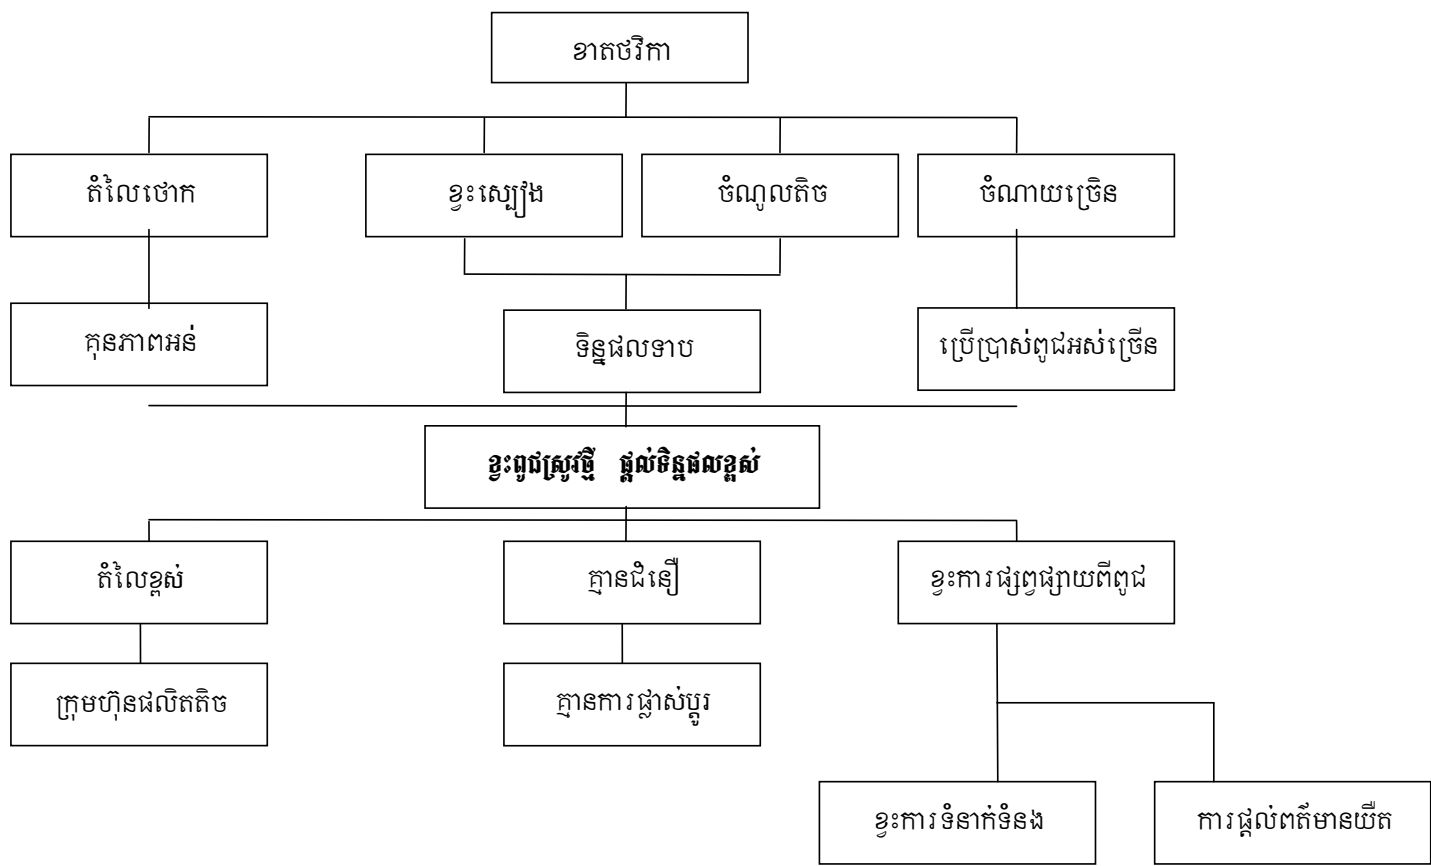 ខាតថវិកា
តំលៃថោក
ខ្វះស្បៀង
ចំណូលតិច
ចំណាយច្រើន
គុនភាពអន់
ទិន្នផលទាប
ប្រើប្រាស់ពូជអស់ច្រើន
ខ្វះពូជស្រូវថ្មី ផ្តល់ទិន្នផលខ្ពស់
តំលៃខ្ពស់
គ្មានជំនឿ
ខ្វះការផ្សព្វផ្សាយពីពូជ
ក្រុមហ៊ុនផលិតតិច
គ្មានការផ្លាស់ប្តូរ
ខ្វះការទំនាក់ទំនង
ការផ្តល់ពត័មានយឺត